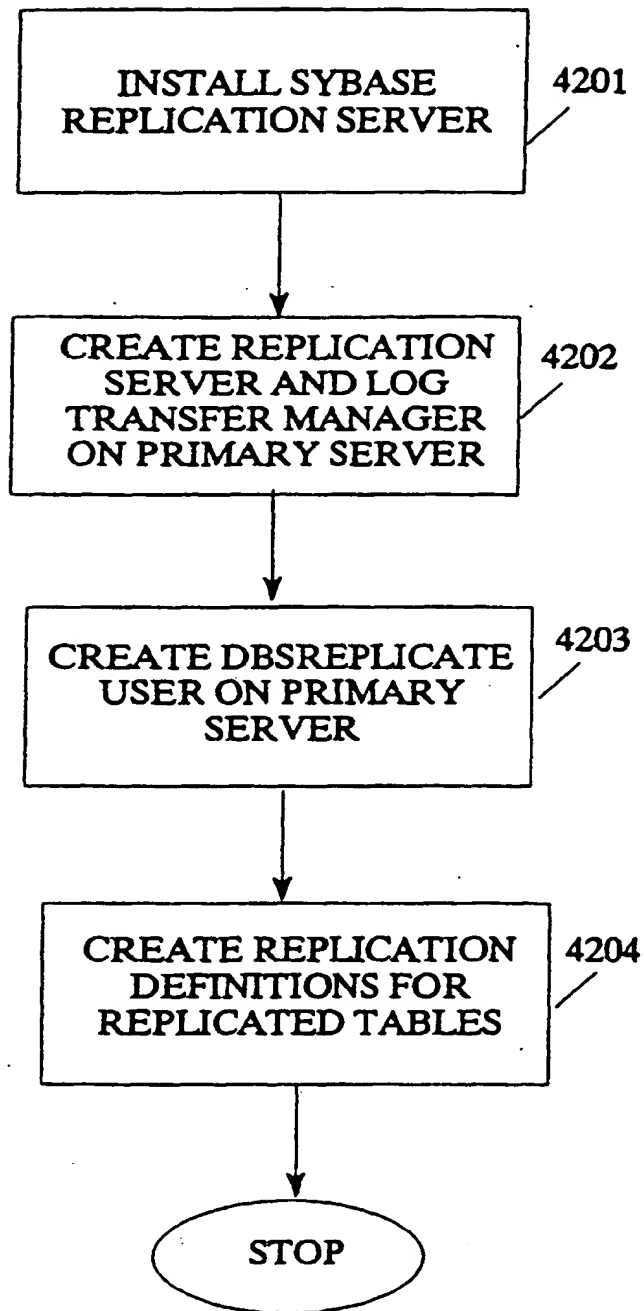 INSTALL SYBASE
REPLICATION SERVER
4201
CREATE REPLICATION
SERVER AND LOG
TRANSFER MANAGER
ON PRIMARY SERVER
4202
CREATE DBSREPLICATE
USER ON PRIMARY
SERVER
4203
CREATE REPLICATION
DEFINITIONS FOR
REPLICATED TABLES
4204
STOP